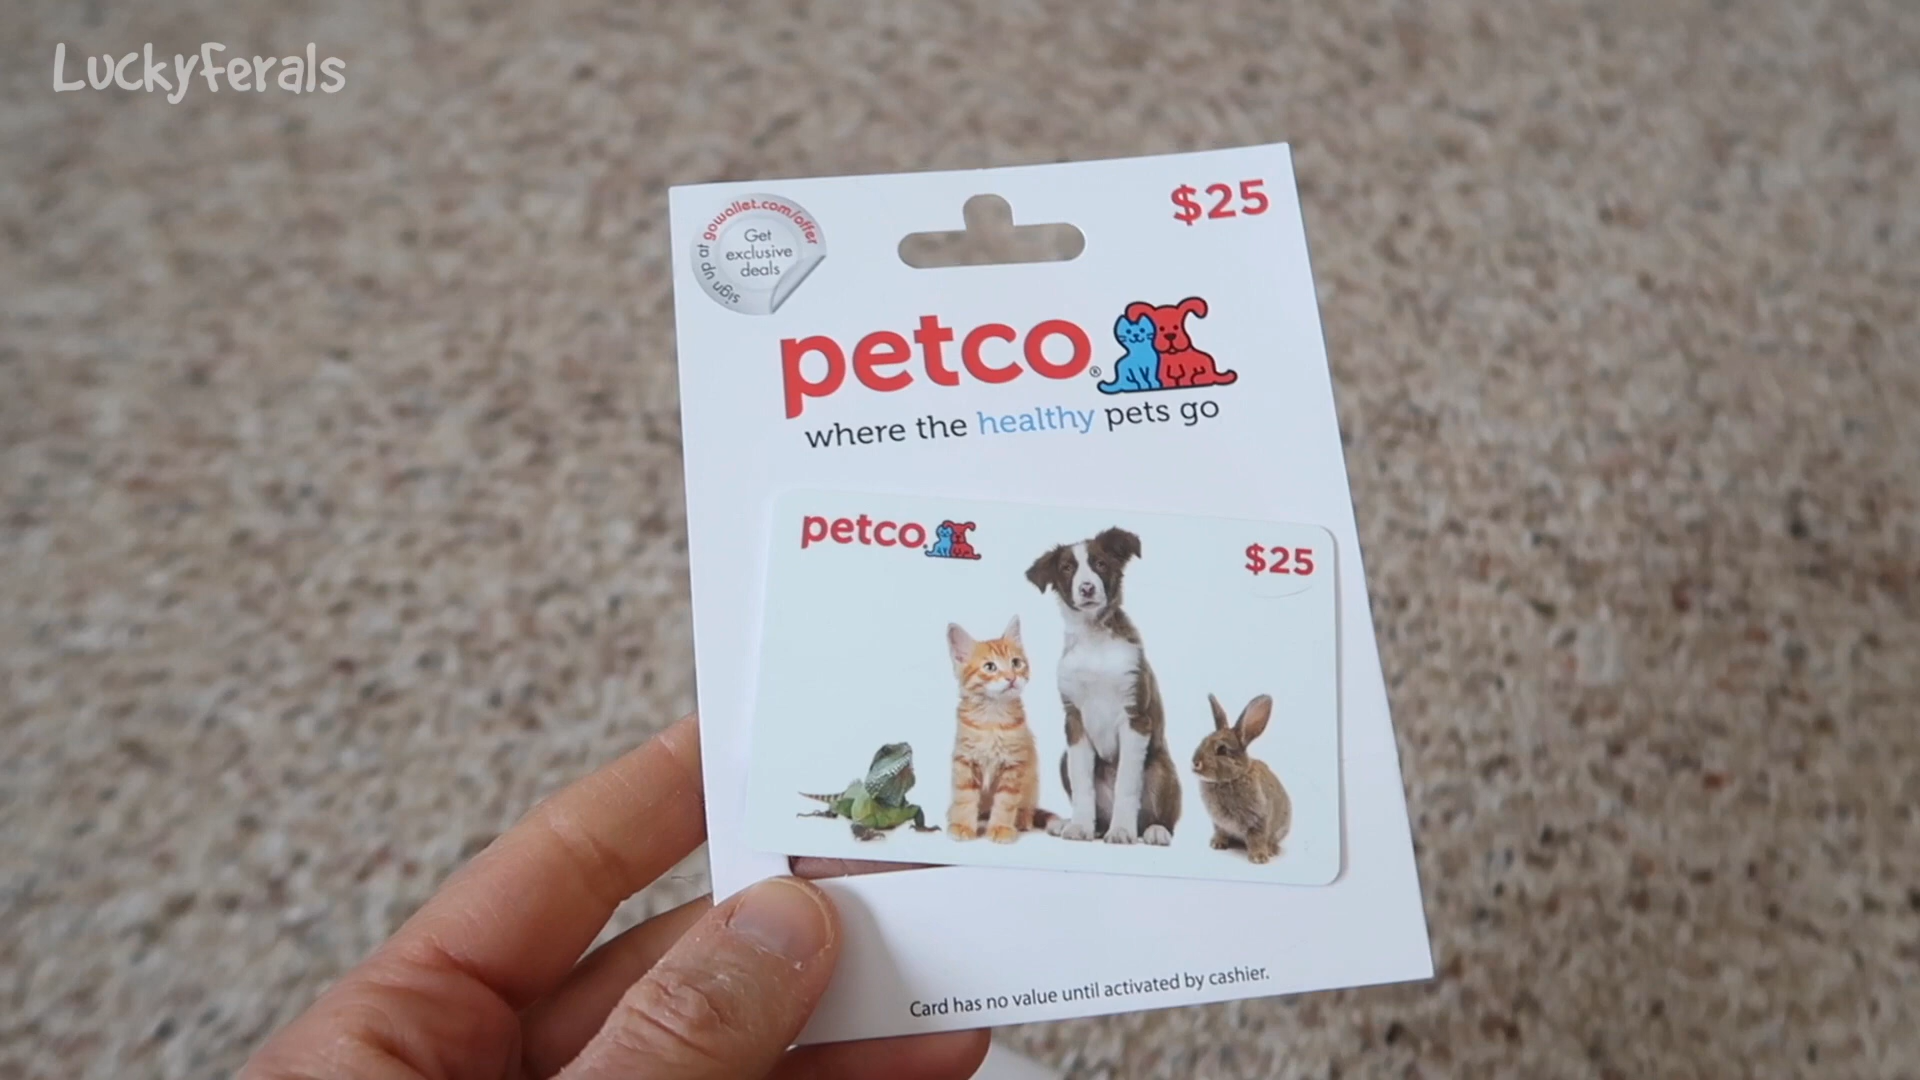 LuckyFerals
sign up at gowallet.com/offer
Get
exclusive
deals
$25
petco®
where the healthy pets go
petco
$25
Card has no value until activated by cashier.